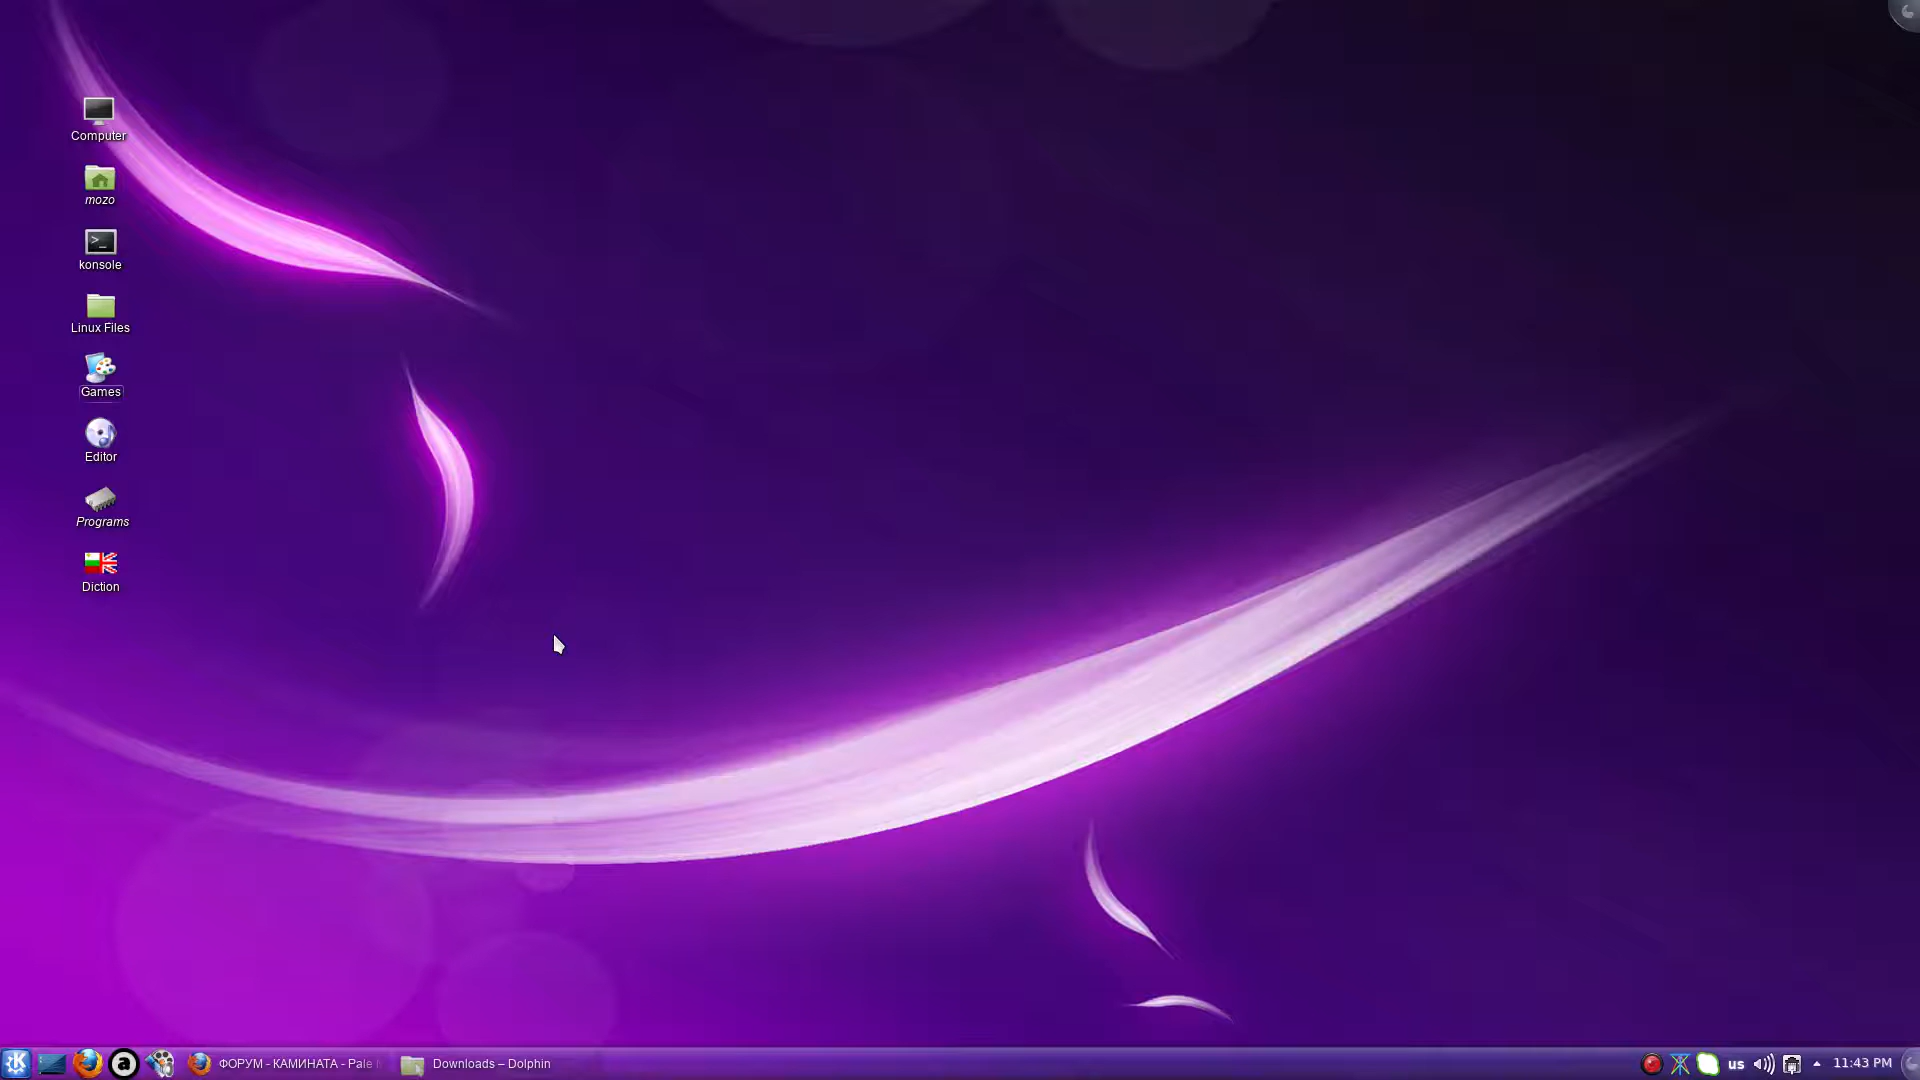 Computer
mozo
konsole
Linux Files
Games
Editor
Programs
Diction
ФОРУМ - КАМИНАТА - Pale
Downloads – Dolphin
us
11:43 PM